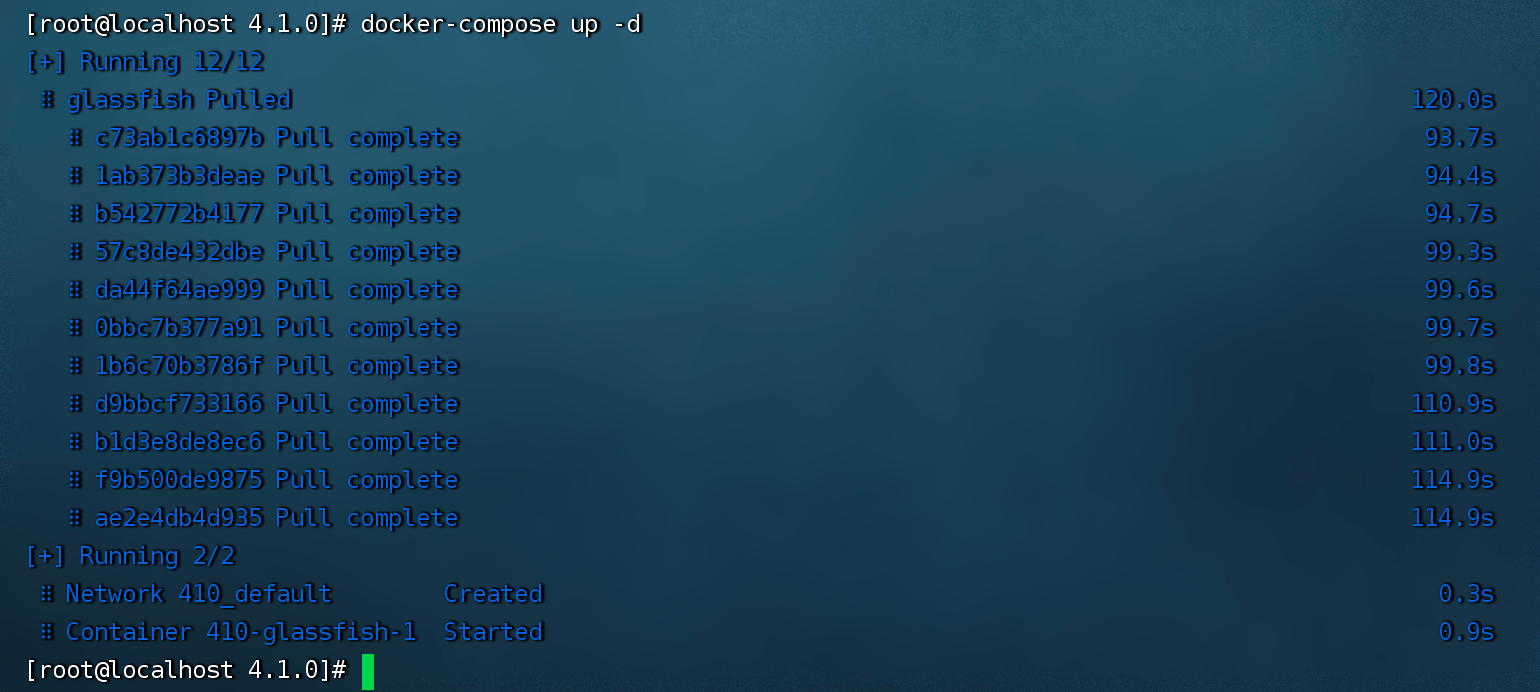 [root@localhost 4.1.0]# docker-compose up -d
[+] Running 12/12
⠿ glassfish Pulled 120.0s
⠿ c73ab1c6897b Pull complete 93.7s
⠿ 1ab373b3deae Pull complete 94.4s
⠿ b542772b4177 Pull complete 94.7s
⠿ 57c8de432dbe Pull complete 99.3s
⠿ da44f64ae999 Pull complete 99.6s
⠿ 0bbc7b377a91 Pull complete 99.7s
⠿ 1b6c70b3786f Pull complete 99.8s
⠿ d9bbcf733166 Pull complete 110.9s
⠿ b1d3e8de8ec6 Pull complete 111.0s
⠿ f9b500de9875 Pull complete 114.9s
⠿ ae2e4db4d935 Pull complete 114.9s
[+] Running 2/2
⠿ Network 410_default Created 0.3s
⠿ Container 410-glassfish-1 Started 0.9s
[root@localhost 4.1.0]#